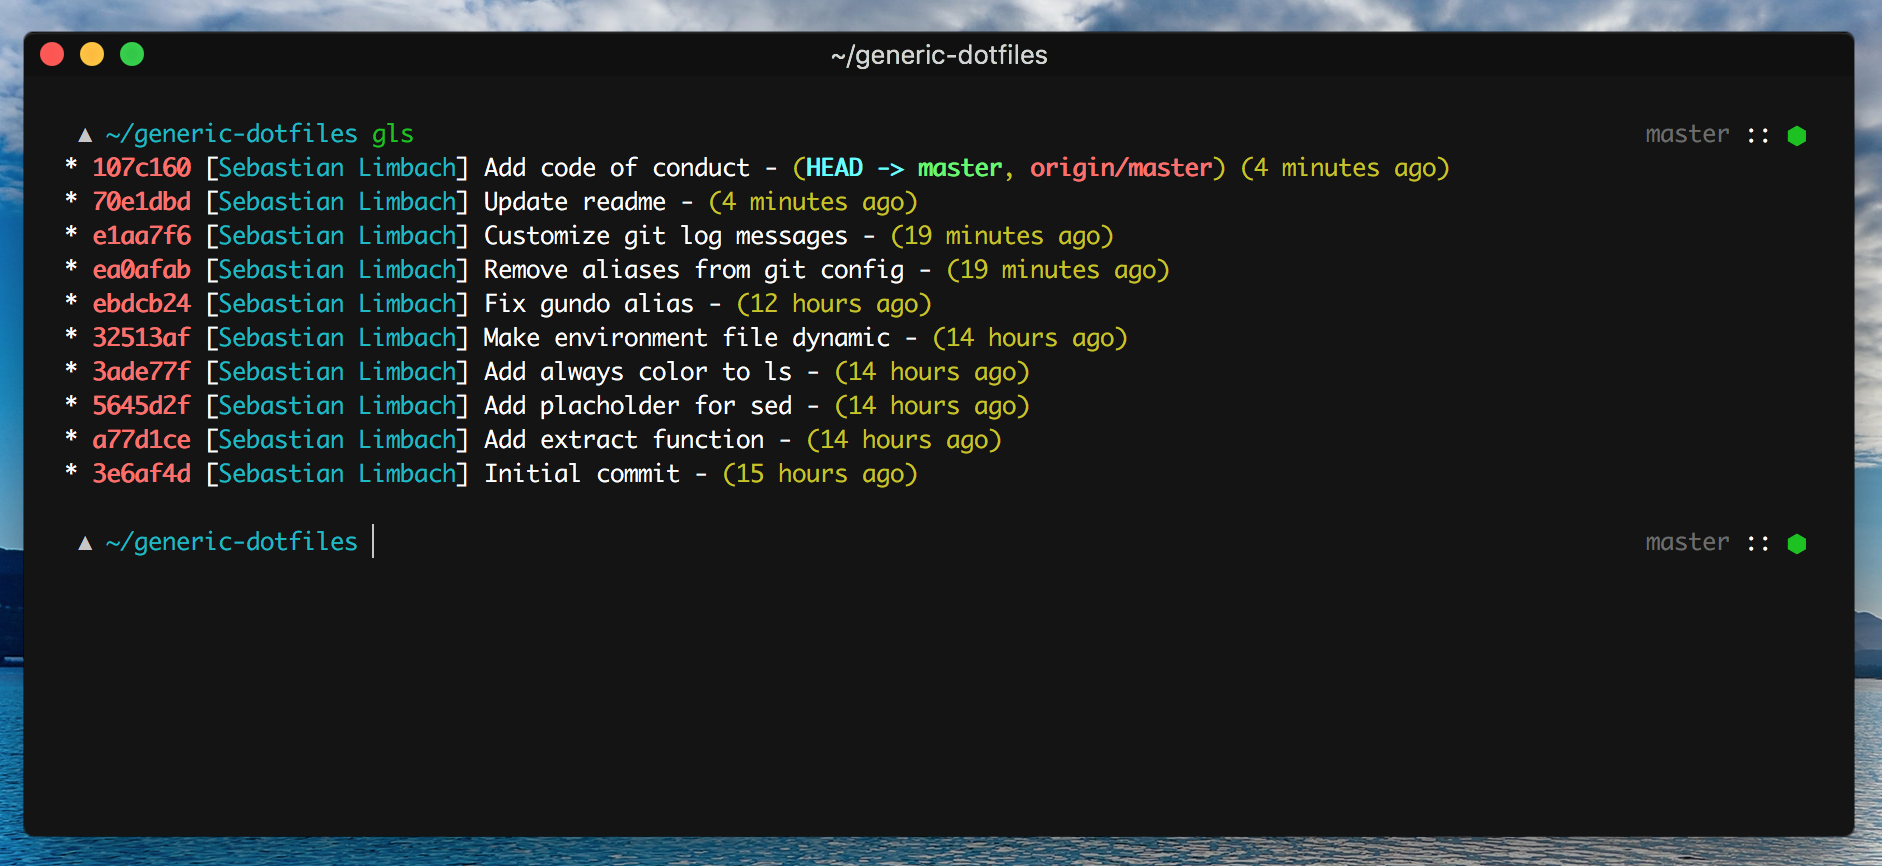 ~/generic-dotfiles
▲ ~/generic-dotfiles gls master :: ⬢
* 107c160 [Sebastian Limbach] Add code of conduct - (HEAD -> master, origin/master) (4 minutes ago)
* 70e1dbd [Sebastian Limbach] Update readme - (4 minutes ago)
* e1aa7f6 [Sebastian Limbach] Customize git log messages - (19 minutes ago)
* ea0afab [Sebastian Limbach] Remove aliases from git config - (19 minutes ago)
* ebdcb24 [Sebastian Limbach] Fix gundo alias - (12 hours ago)
* 32513af [Sebastian Limbach] Make environment file dynamic - (14 hours ago)
* 3ade77f [Sebastian Limbach] Add always color to ls - (14 hours ago)
* 5645d2f [Sebastian Limbach] Add placholder for sed - (14 hours ago)
* a77d1ce [Sebastian Limbach] Add extract function - (14 hours ago)
* 3e6af4d [Sebastian Limbach] Initial commit - (15 hours ago)
▲ ~/generic-dotfiles master :: ⬢